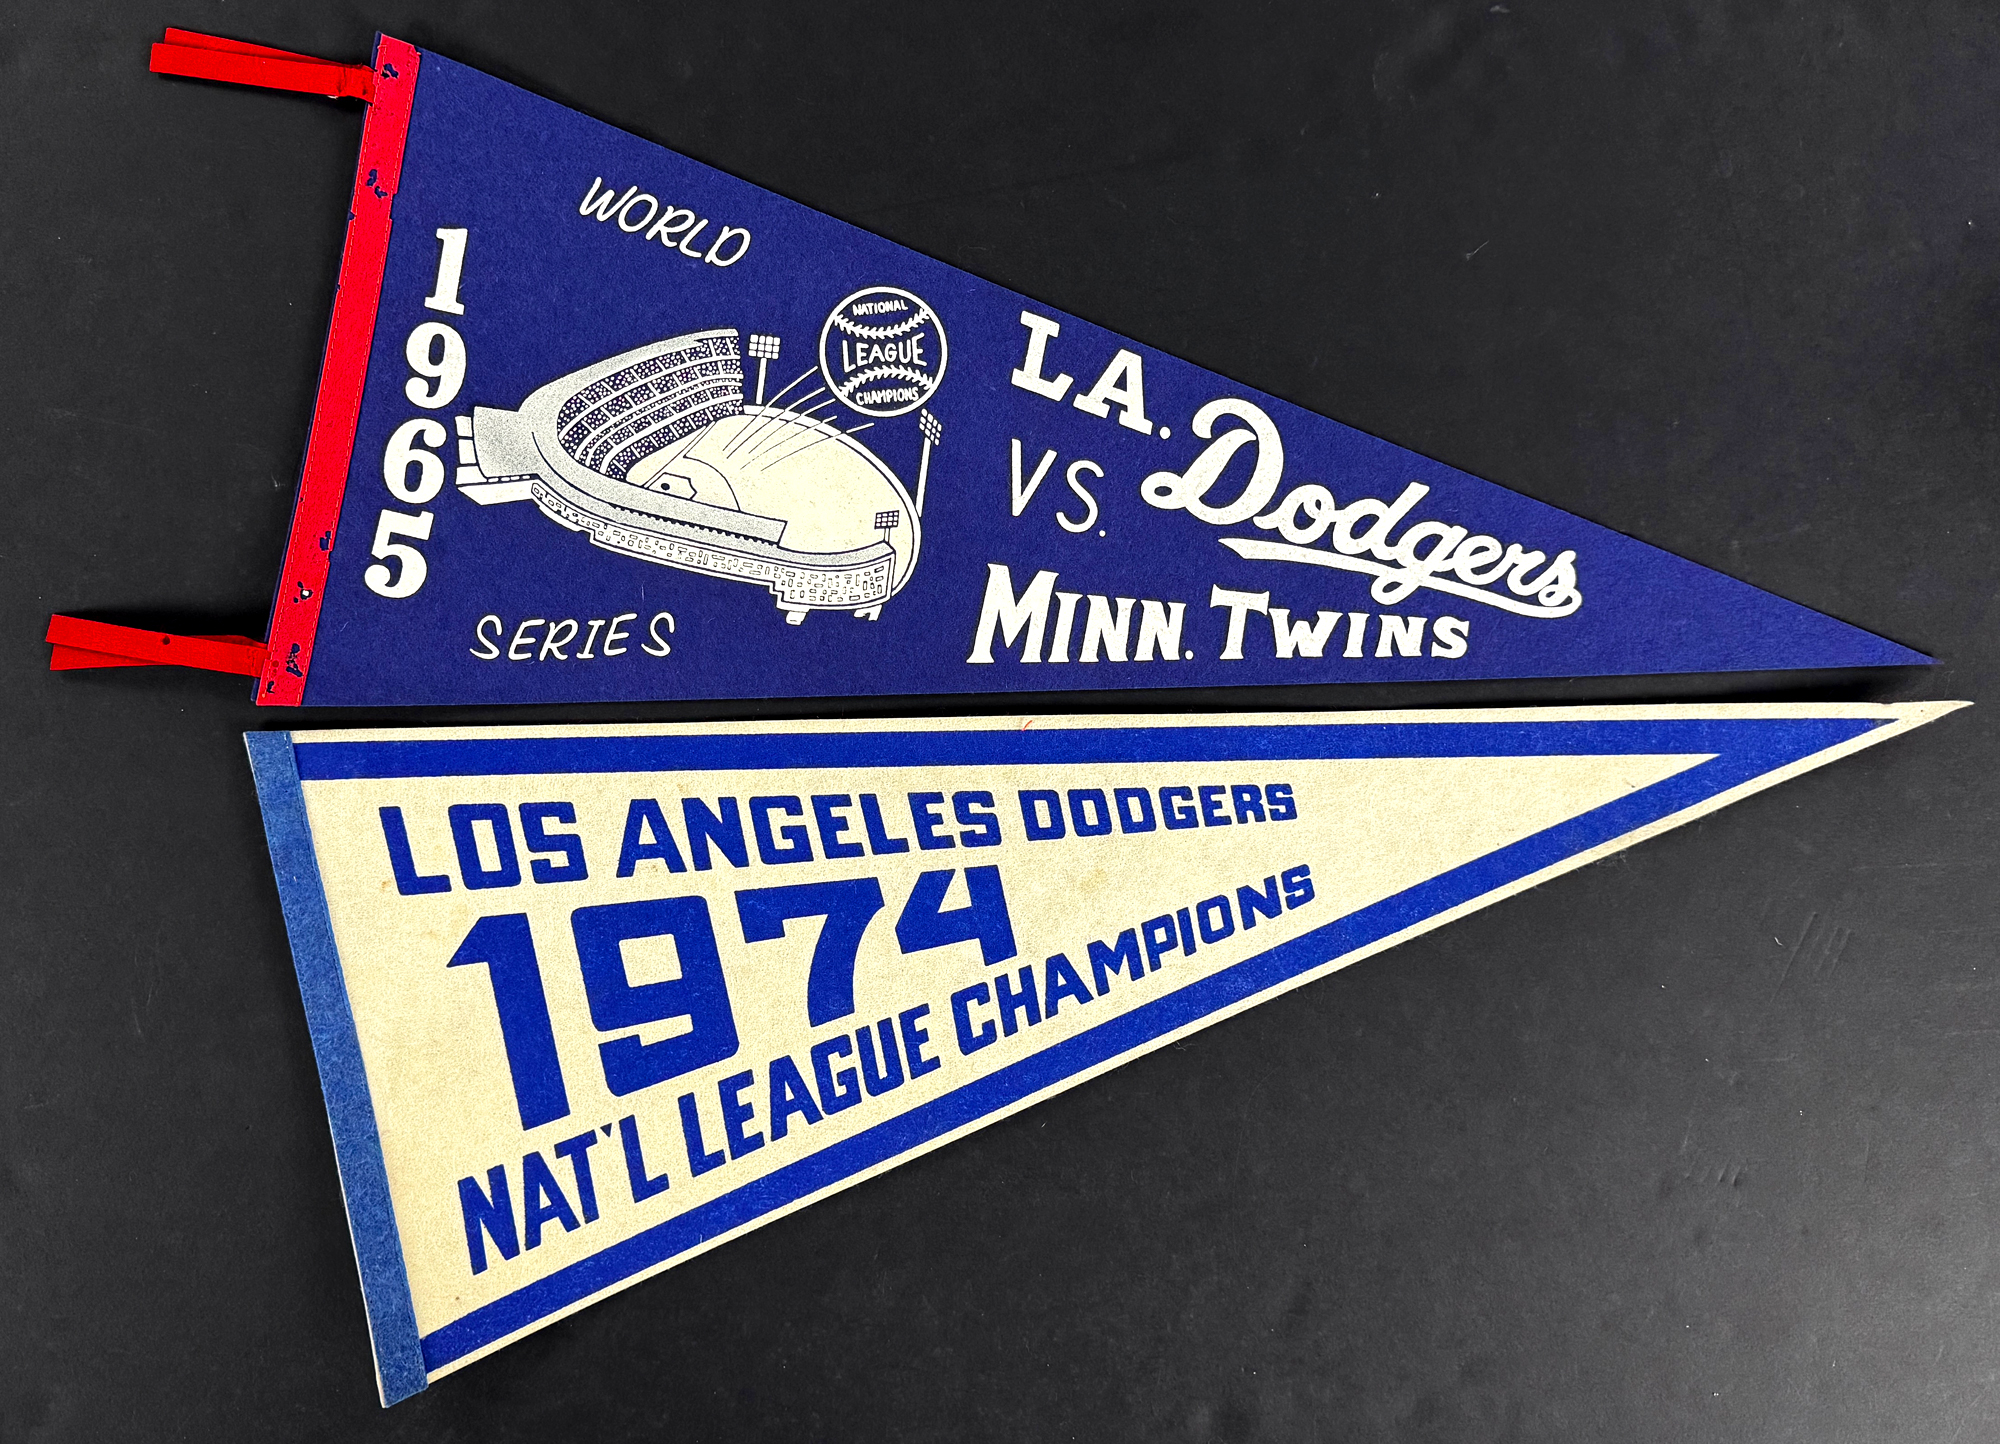 WORLD
1965
SERIES
NATIONAL
LEAGUE
CHAMPIONS
L.A. Dodgers
VS.
MINN. TWINS
LOS ANGELES DODGERS
1974
NAT'L LEAGUE CHAMPIONS